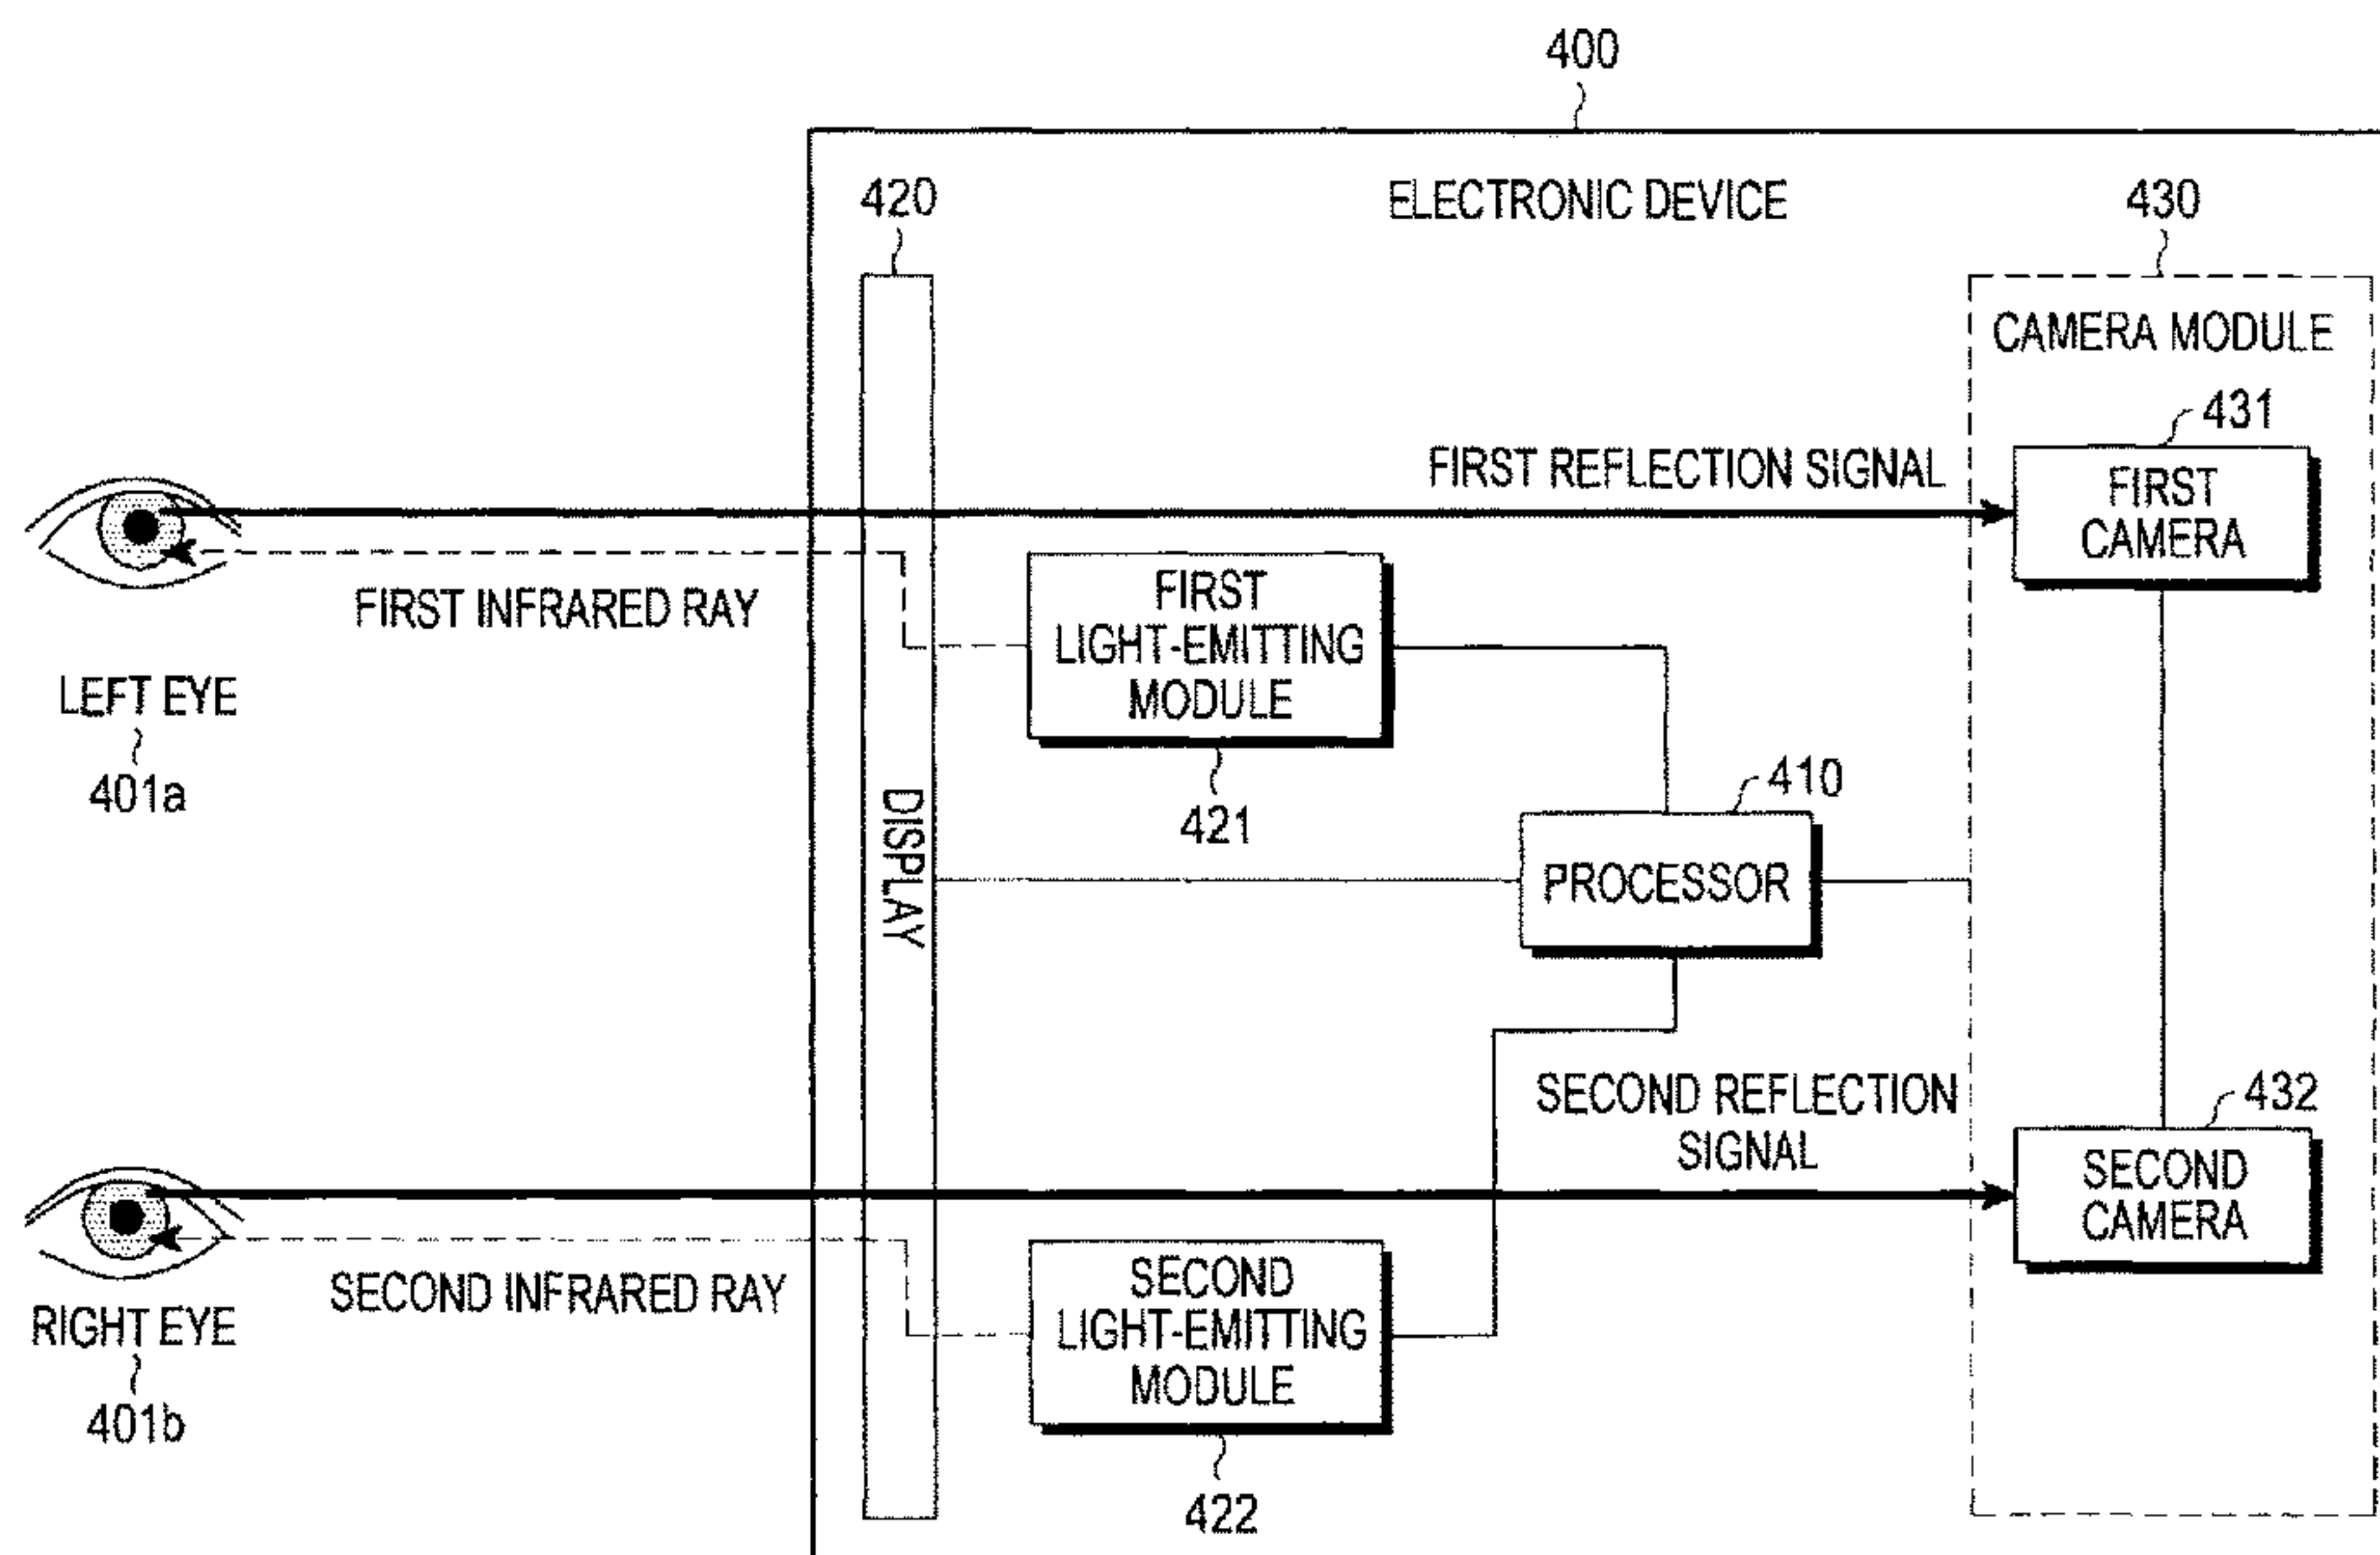 400
ELECTRONIC DEVICE
420
430
CAMERA MODULE
431
FIRST REFLECTION SIGNAL
FIRST
CAMERA
FIRST INFRARED RAY
FIRST
LIGHT-EMITTING
MODULE
421
LEFT EYE
401a
DISPLAY
410
PROCESSOR
SECOND REFLECTION
SIGNAL
432
SECOND
CAMERA
SECOND INFRARED RAY
SECOND
LIGHT-EMITTING
MODULE
422
RIGHT EYE
401b